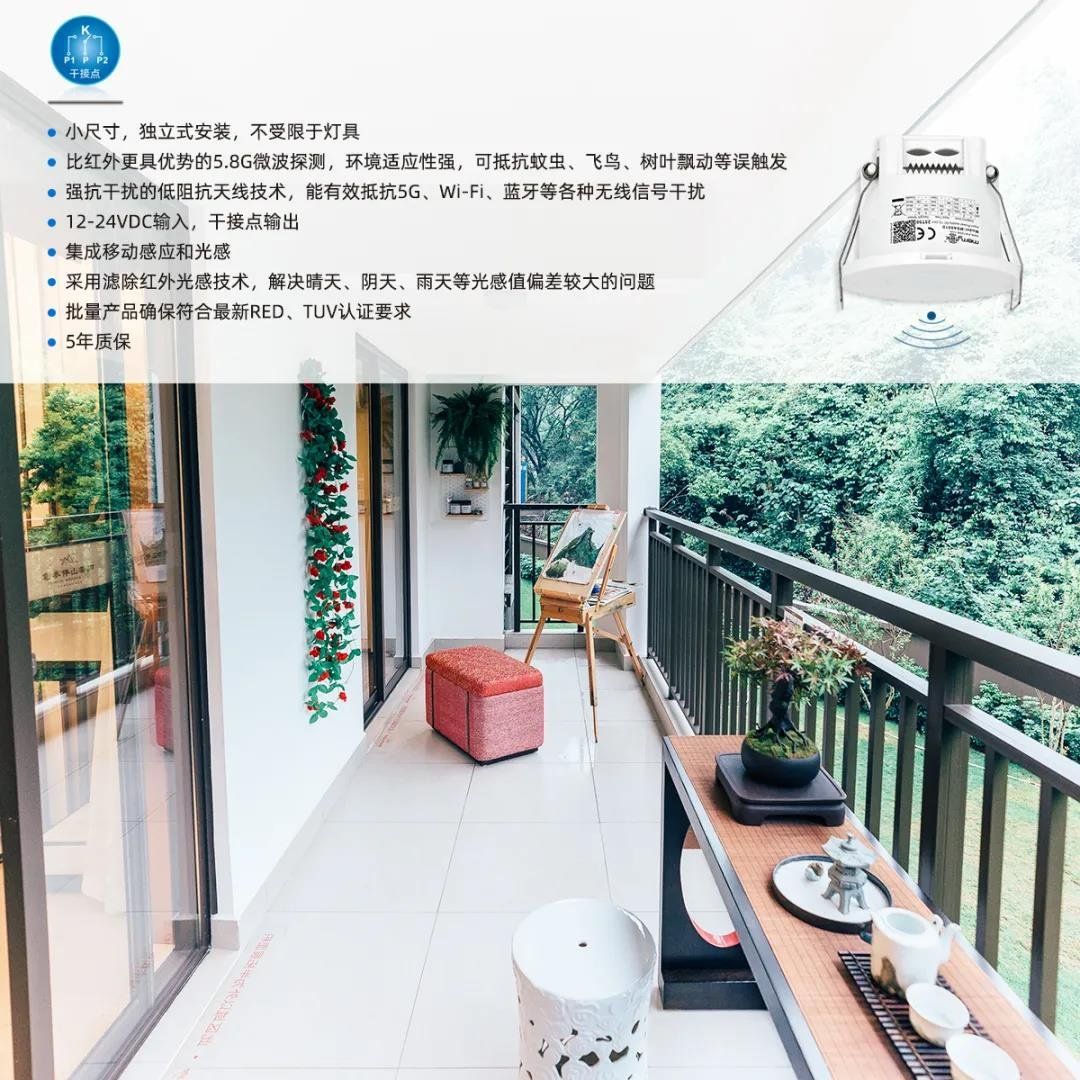 K
P1 P P2
干接点
小尺寸，独立式安装，不受限于灯具
比红外更具优势的5.8G微波探测，环境适应性强，可抵抗蚊虫、飞鸟、树叶飘动等误触发
强抗干扰的低阻抗天线技术，能有效抵抗5G、Wi-Fi、蓝牙等各种无线信号干扰
12-24VDC输入，干接点输出
集成移动感应和光感
采用滤除红外光感技术，解决晴天、阴天、雨天等光感值偏差较大的问题
批量产品确保符合最新RED、TUV认证要求
5年质保
merrytek
CE